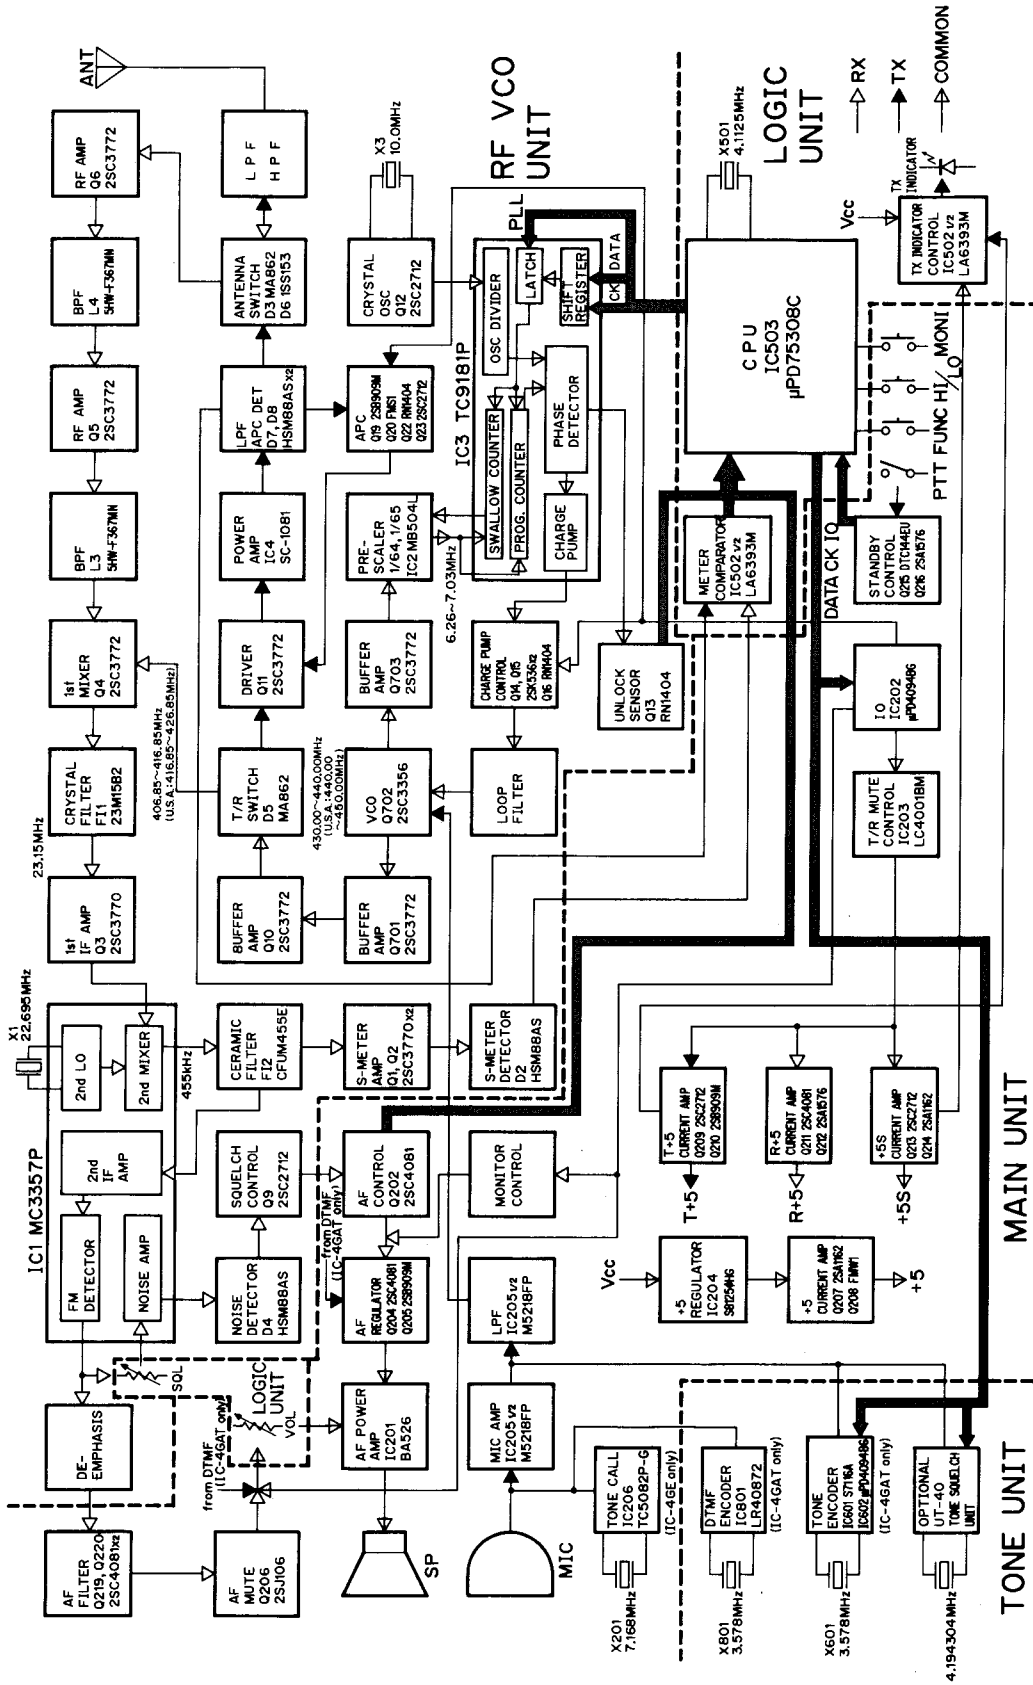 ANT
RF AMP
Q6
2SC3772
BPF
L4
5HW-F367MN
RF AMP
Q5
2SC3772
BPF
L3
5HW-F367MN
1st
MIXER
Q4
2SC3772
CRYSTAL
FILTER
FI1
23M15B2
23.15MHz
1st
IF AMP
Q3
2SC3770
X1
22.695MHz
2nd LO
2nd MIXER
2nd
IF AMP
FM
DETECTOR
NOISE AMP
IC1 MC3357P
455kHz
DE-
EMPHASIS
AF
FILTER
Q219, Q220
2SC4081x2
LPF
HPF
ANTENNA
SWITCH
D3 MA862
D6 1SS153
LPF
APC DET
D7, D8
HSM88ASx2
POWER
AMP
IC4
SC-1081
DRIVER
Q11
2SC3772
T/R
SWITCH
D5
MA862
BUFFER
AMP
Q10
2SC3772
406.85~416.85MHz
(U.S.A.:416.85~426.85MHz)
CERAMIC
FILTER
FI2
CFUM455E
SQUELCH
CONTROL
Q9
2SC2712
NOISE
DETECTOR
D4
HSM88AS
SQL
LOGIC
UNIT
VOL
from DTMF
(IC-4GAT only)
AF
MUTE
Q206
2SJ106
X3
10.0MHz
CRYSTAL
OSC
Q12
2SC2712
APC
Q19 2SB909M
Q20 FMS1
Q22 RN1404
Q23 2SC2712
PRE-
SCALER
1/64, 1/65
IC2 MB504L
BUFFER
AMP
Q703
2SC3772
VCO
Q702
2SC3356
430.00~440.00MHz
(U.S.A.:440.00
~450.00MHz)
BUFFER
AMP
Q701
2SC3772
S-METER
AMP
Q1, Q2
2SC3770x2
AF
CONTROL
Q202
2SC4081
from DTMF
(IC-4GAT only)
AF
REGULATOR
Q204 2SC4081
Q205 2SB909M
AF POWER
AMP
IC201
BA526
SP
RF VCO
UNIT
PLL
IC3 TC9181P
OSC DIVIDER
LATCH
SHIFT
REGISTER
CK
DATA
SWALLOW COUNTER
PROG. COUNTER
PHASE
DETECTOR
CHARGE
PUMP
6.26~7.03MHz
CHARGE PUMP
CONTROL
Q14, Q15
2SK536x2
Q16 RN1404
LOOP
FILTER
S-METER
DETECTOR
D2
HSM88AS
MONITOR
CONTROL
LPF
IC205 1/2
M5218FP
MIC AMP
IC205 1/2
M5218FP
MIC
UNLOCK
SENSOR
Q13
RN1404
TONE CALL
IC206
TC5082P-G
(IC-4GE only)
X201
7.168MHz
LOGIC
UNIT
X501
4.1125MHz
CPU
IC503
µPD75308C
METER
COMPARATOR
IC502 1/2
LA6393M
T+5
CURRENT AMP
Q209 2SC2712
Q210 2SB909M
T+5
R+5
CURRENT AMP
Q211 2SC4081
Q212 2SA1576
R+5
+5S
CURRENT AMP
Q213 2SC2712
Q214 2SA1162
+5S
Vcc
+5
REGULATOR
IC204
S81254HG
+5
CURRENT AMP
Q207 2SA1162
Q208 FMW1
+5
DTMF
ENCODER
IC801
LR40872
(IC-4GAT only)
X801
3.578MHz
DATA CK IO
STANDBY
CONTROL
Q215 DTC144EU
Q216 2SA1576
PTT FUNC HI/LO MONI
IO
IC202
µPD4094BG
T/R MUTE
CONTROL
IC203
LC4001BM
TONE
ENCODER
IC601 S7116A
IC602 µPD4094BG
(IC-4GAT only)
X601
3.578MHz
OPTIONAL
UT-40
TONE SQUELCH
UNIT
4.194304MHz
Vcc
TX
INDICATOR
TX INDICATOR
CONTROL
IC502 1/2
LA6393M
RX
TX
COMMON
MAIN UNIT
TONE UNIT